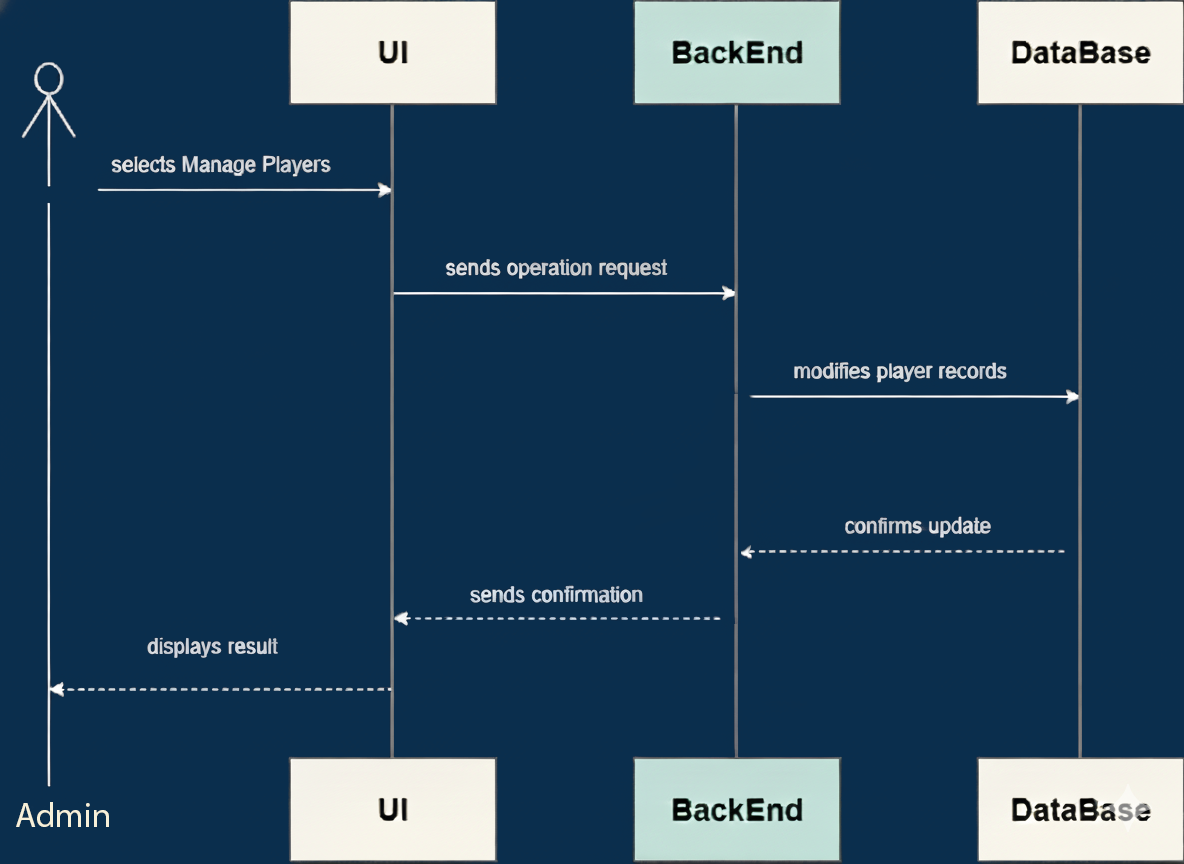 UI
BackEnd
DataBase
selects Manage Players
sends operation request
modifies player records
confirms update
sends confirmation
displays result
Admin
UI
BackEnd
DataBase